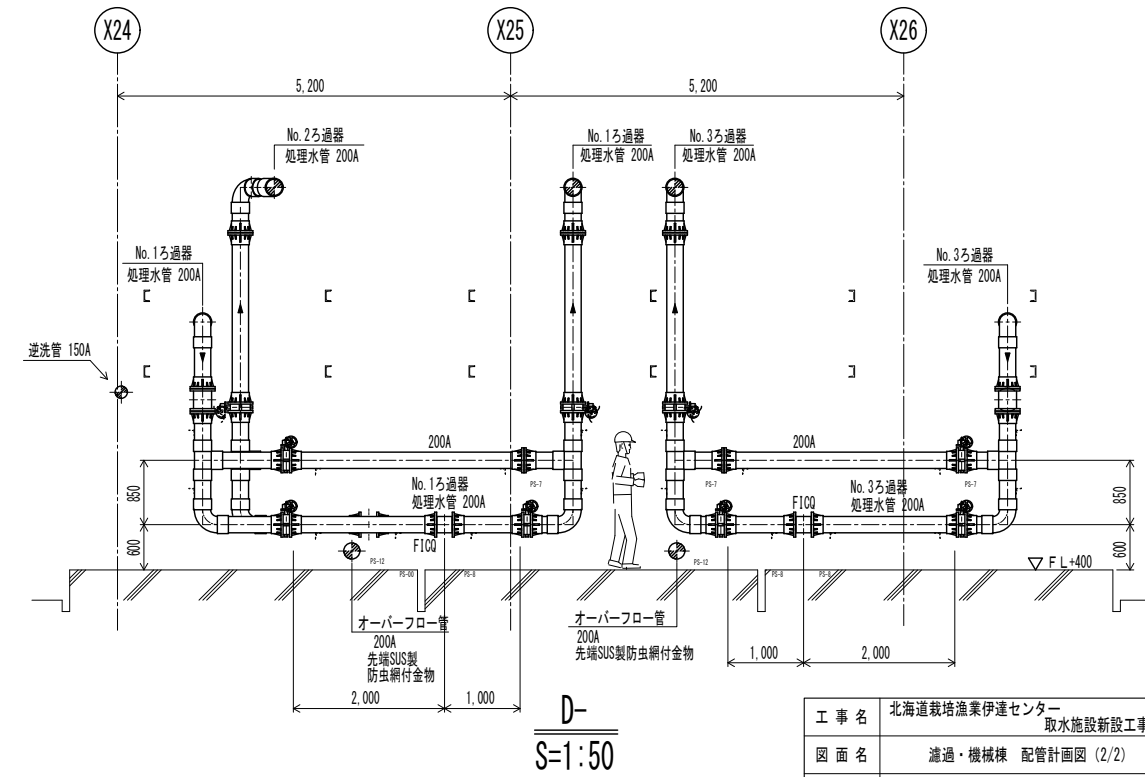 X24
X25
X26
5,200
5,200
No.2ろ過器
処理水管 200A
No.1ろ過器
処理水管 200A
No.3ろ過器
処理水管 200A
No.1ろ過器
処理水管 200A
No.3ろ過器
処理水管 200A
逆洗管 150A
200A
200A
PS-7
PS-7
PS-7
850
No.1ろ過器
処理水管 200A
FICQ
No.3ろ過器
処理水管 200A
FICQ
850
600
600
PS-12
PS-00
PS-8
PS-12
PS-8
PS-8
FL+400
オーバーフロー管
200A
先端SUS製
防虫網付金物
オーバーフロー管
200A
先端SUS製防虫網付金物
2,000
1,000
1,000
2,000
D-
S=1:50
工事名 北海道栽培漁業伊達センター
取水施設新設工事
図面名 濾過・機械棟 配管計画図 (2/2)